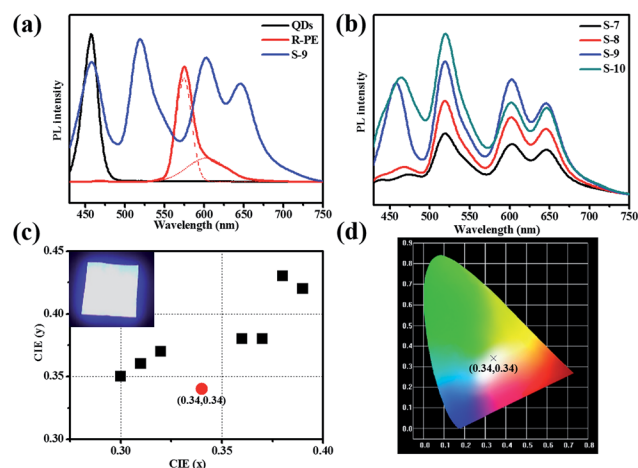 (a)
QDs
R-PE
S-9
PL intensity
450 500 550 600 650 700 750
Wavelength (nm)
(b)
S-7
S-8
S-9
S-10
PL intensity
450 500 550 600 650 700 750
Wavelength (nm)
(c)
0.45
0.40
0.35
0.30
CIE (y)
(0.34,0.34)
0.30 0.35 0.40
CIE (x)
(d)
0.9
0.8
0.7
0.6
0.5
0.4
0.3
0.2
0.1
0.0
(0.34,0.34)
0.0 0.1 0.2 0.3 0.4 0.5 0.6 0.7 0.8